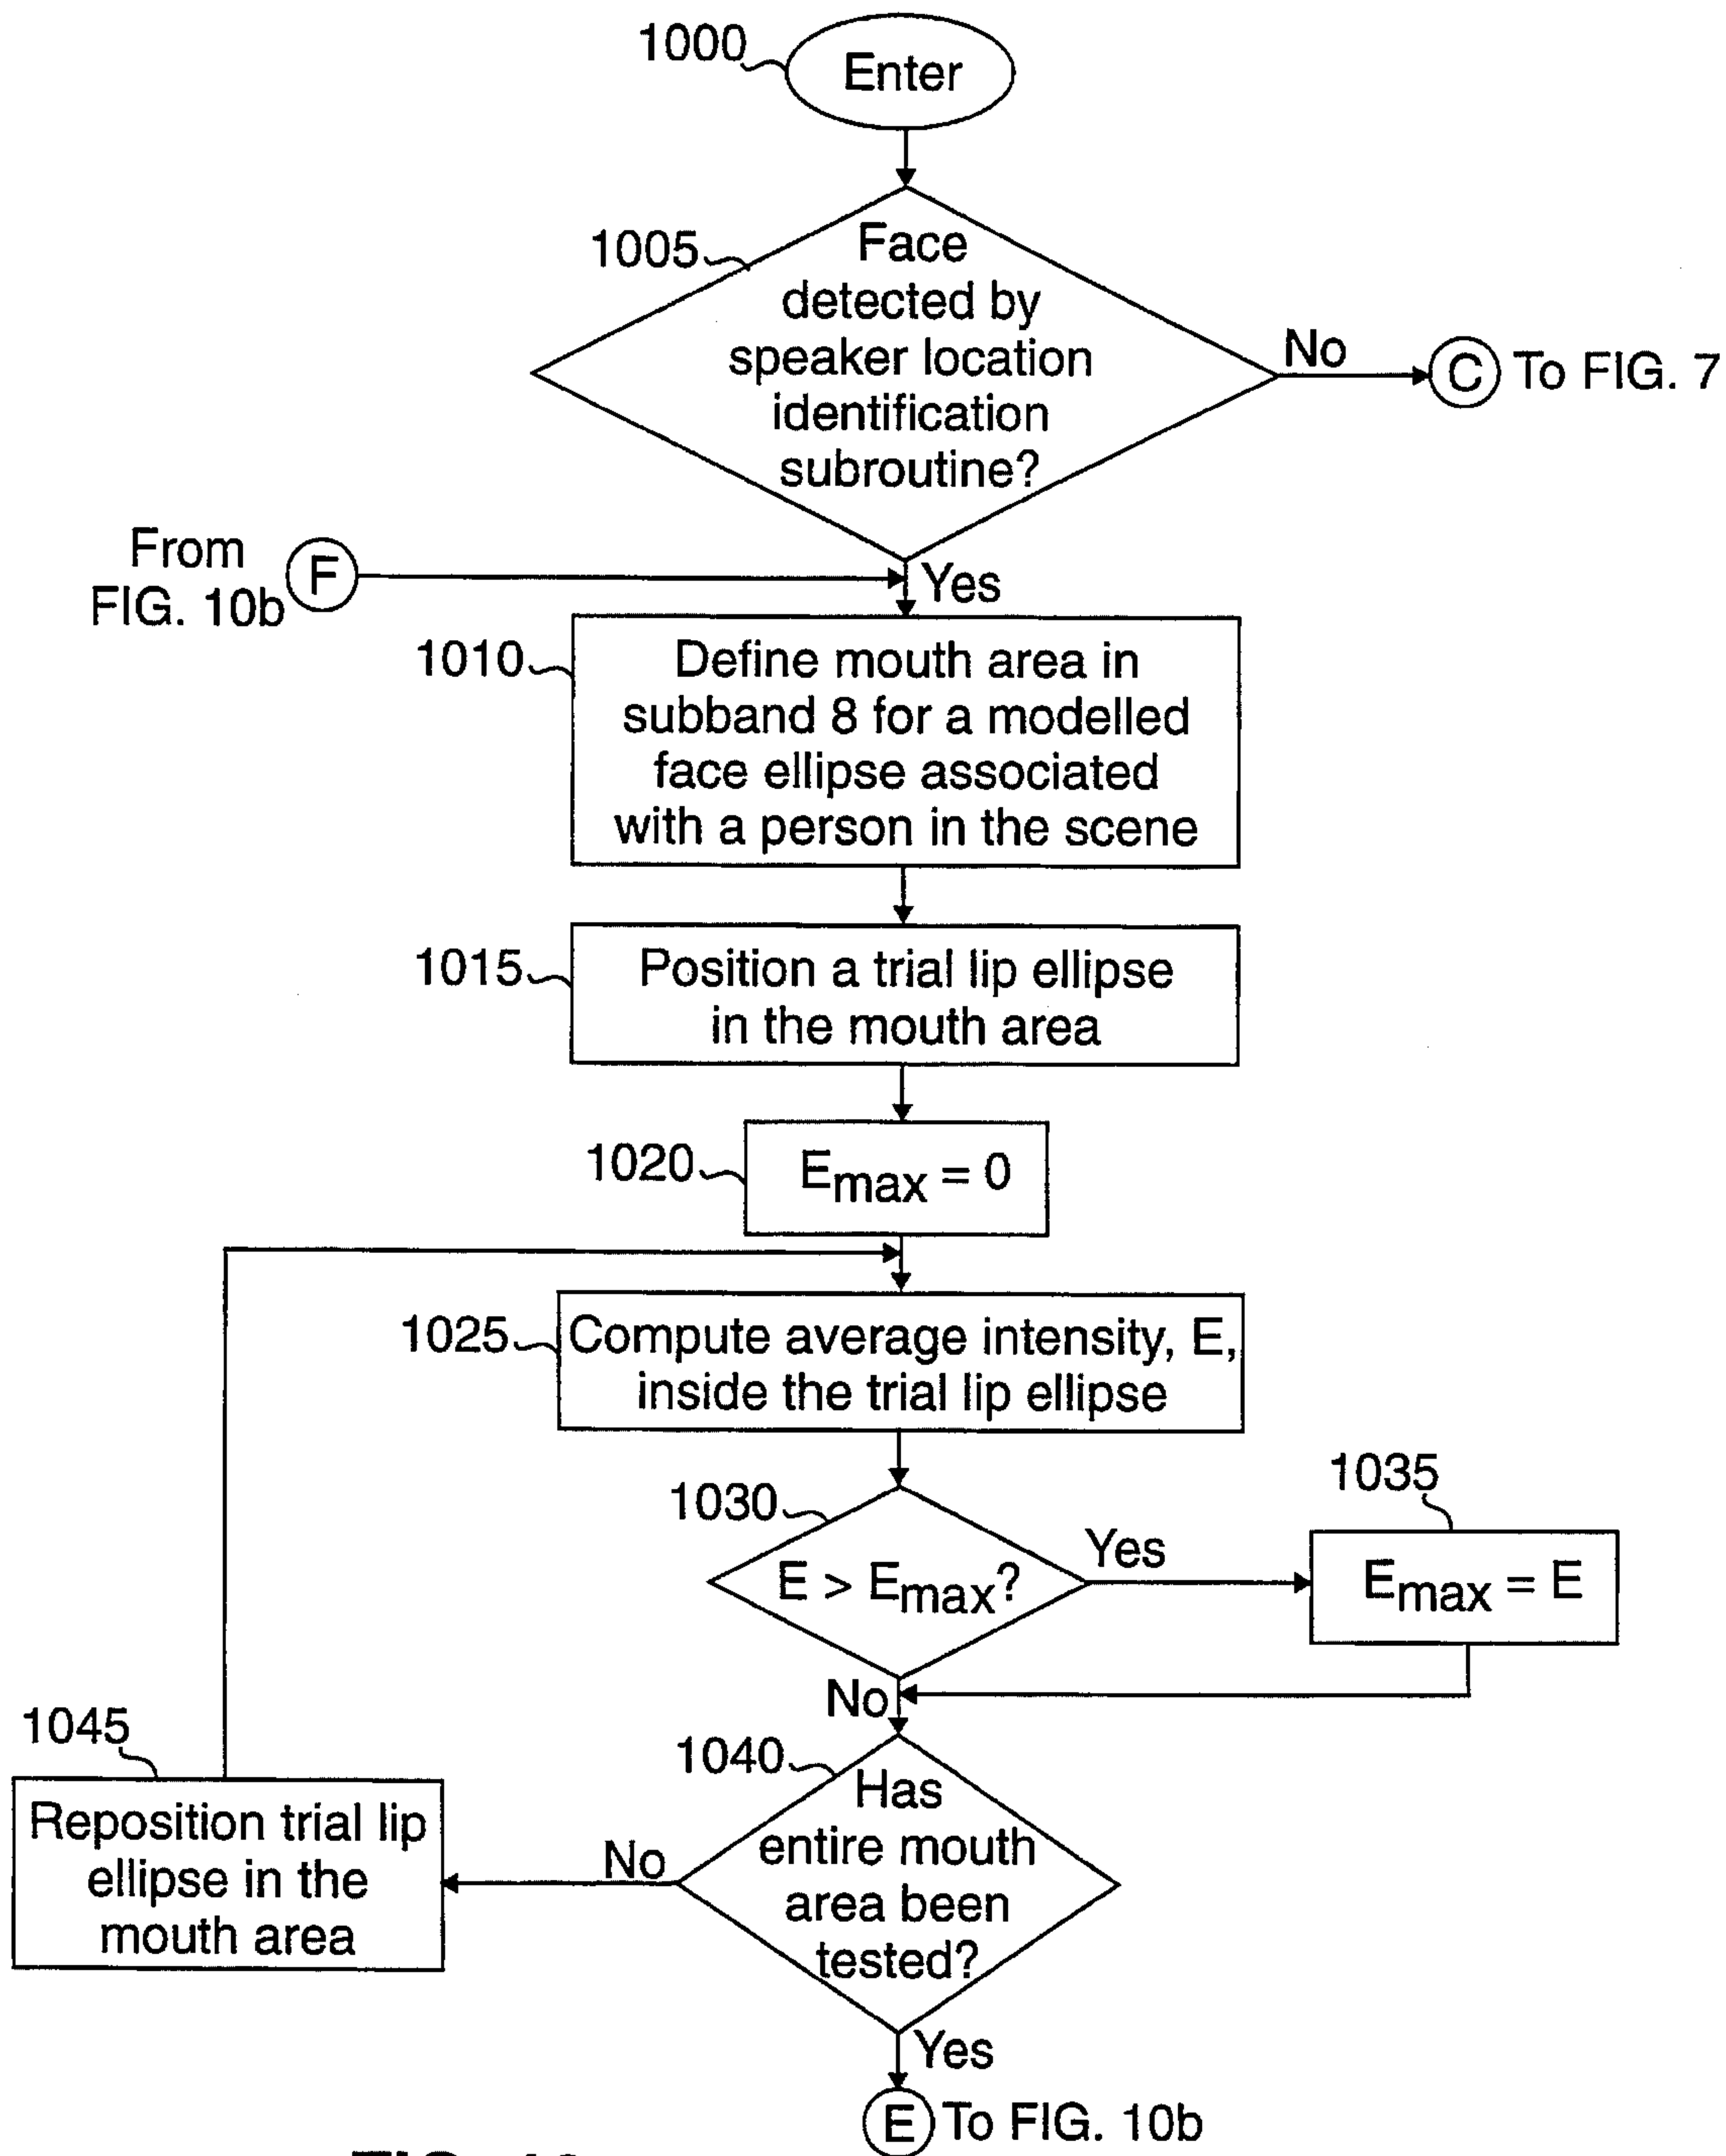 1000
Enter
1005
Face
detected by
speaker location
identification
subroutine?
No
C To FIG. 7
From
FIG. 10b
F
Yes
1010
Define mouth area in
subband 8 for a modelled
face ellipse associated
with a person in the scene
1015
Position a trial lip ellipse
in the mouth area
1020
Emax = 0
1025
Compute average intensity, E,
inside the trial lip ellipse
1030
E > Emax?
Yes
1035
Emax = E
No
1040
Has
entire mouth
area been
tested?
No
1045
Reposition trial lip
ellipse in the
mouth area
Yes
E To FIG. 10b